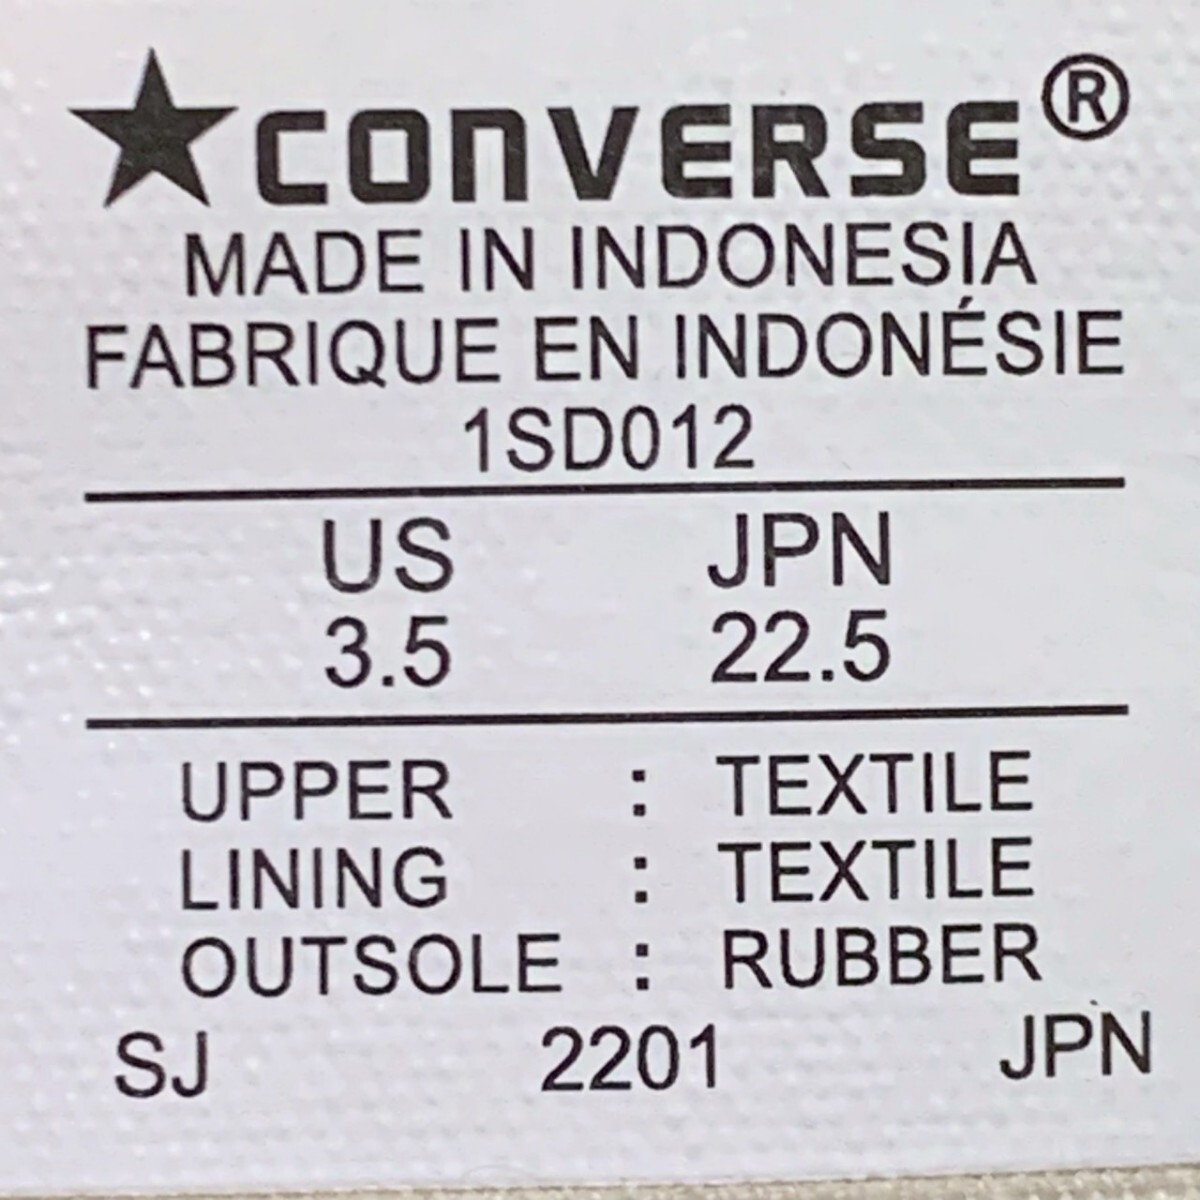 ★CONVERSE®
MADE IN INDONESIA
FABRIQUE EN INDONÉSIE
1SD012
US JPN
3.5 22.5
UPPER : TEXTILE
LINING : TEXTILE
OUTSOLE : RUBBER
SJ 2201 JPN